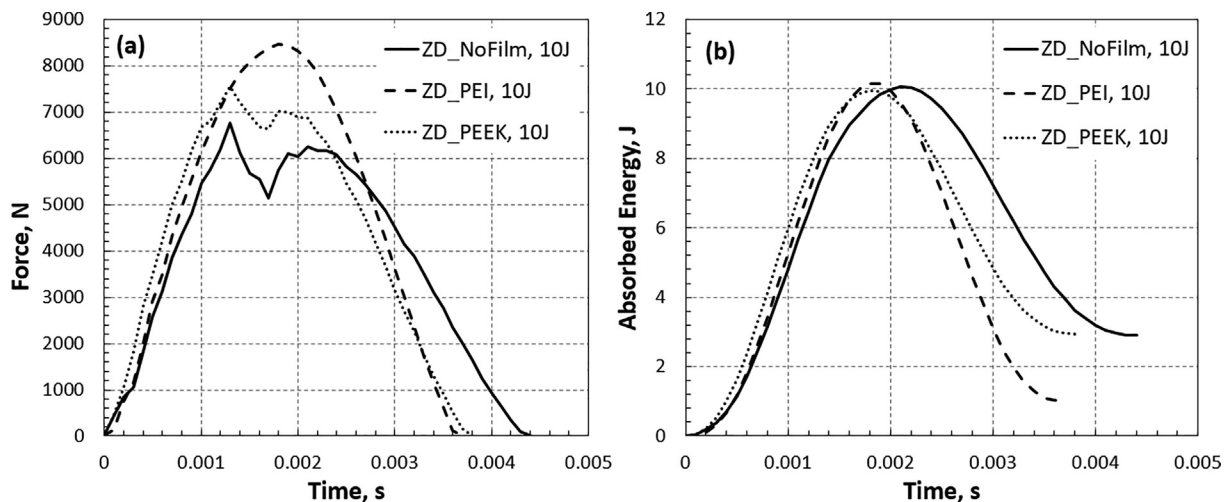 (a)
ZD_NoFilm, 10J
ZD_PEI, 10J
ZD_PEEK, 10J
Force, N
9000
8000
7000
6000
5000
4000
3000
2000
1000
0
0 0.001 0.002 0.003 0.004 0.005
Time, s
(b)
ZD_NoFilm, 10J
ZD_PEI, 10J
ZD_PEEK, 10J
Absorbed Energy, J
12
10
8
6
4
2
0
0 0.001 0.002 0.003 0.004 0.005
Time, s